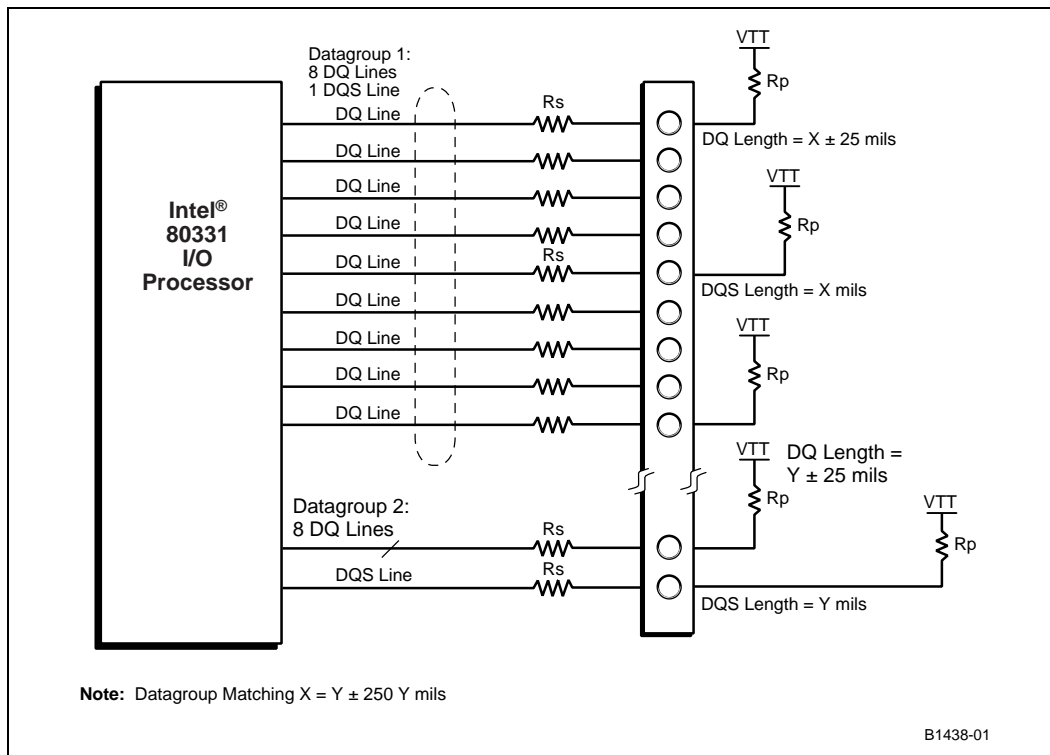 Datagroup 1:
8 DQ Lines
1 DQS Line
DQ Line
Rs
VTT
Rp
DQ Length = X ± 25 mils
DQ Line
DQ Line
DQ Line
DQ Line
Rs
VTT
Rp
DQS Length = X mils
Intel®
80331
I/O
Processor
DQ Line
DQ Line
DQ Line
DQ Line
VTT
Rp
VTT
Rp
DQ Length =
Y ± 25 mils
Datagroup 2:
8 DQ Lines
Rs
DQS Line
Rs
VTT
Rp
DQS Length = Y mils
Note: Datagroup Matching X = Y ± 250 Y mils
B1438-01